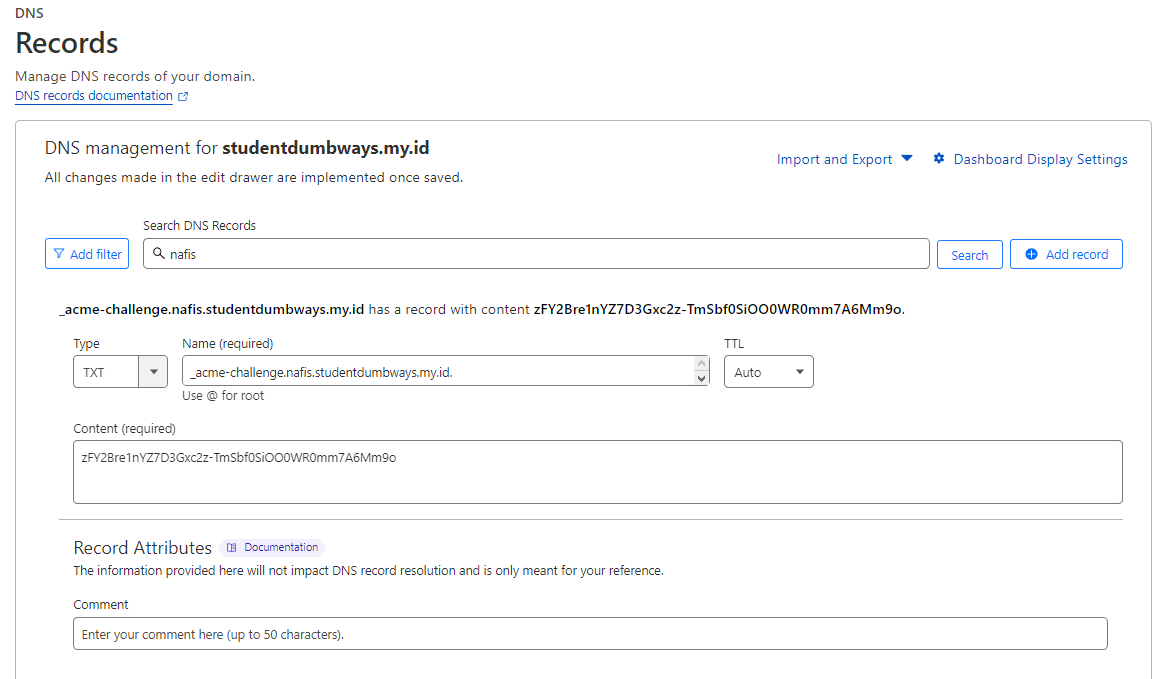 DNS
Records
Manage DNS records of your domain.
DNS records documentation
DNS management for studentdumbways.my.id
Import and Export
Dashboard Display Settings
All changes made in the edit drawer are implemented once saved.
Search DNS Records
Add filter
nafis
Search
Add record
_acme-challenge.nafis.studentdumbways.my.id has a record with content zFY2Bre1nYZ7D3Gxc2z-TmSbf0SiOO0WR0mm7A6Mm9o.
Type
Name (required)
TTL
TXT
_acme-challenge.nafis.studentdumbways.my.id.
Auto
Use @ for root
Content (required)
zFY2Bre1nYZ7D3Gxc2z-TmSbf0SiOO0WR0mm7A6Mm9o
Record Attributes
Documentation
The information provided here will not impact DNS record resolution and is only meant for your reference.
Comment
Enter your comment here (up to 50 characters).